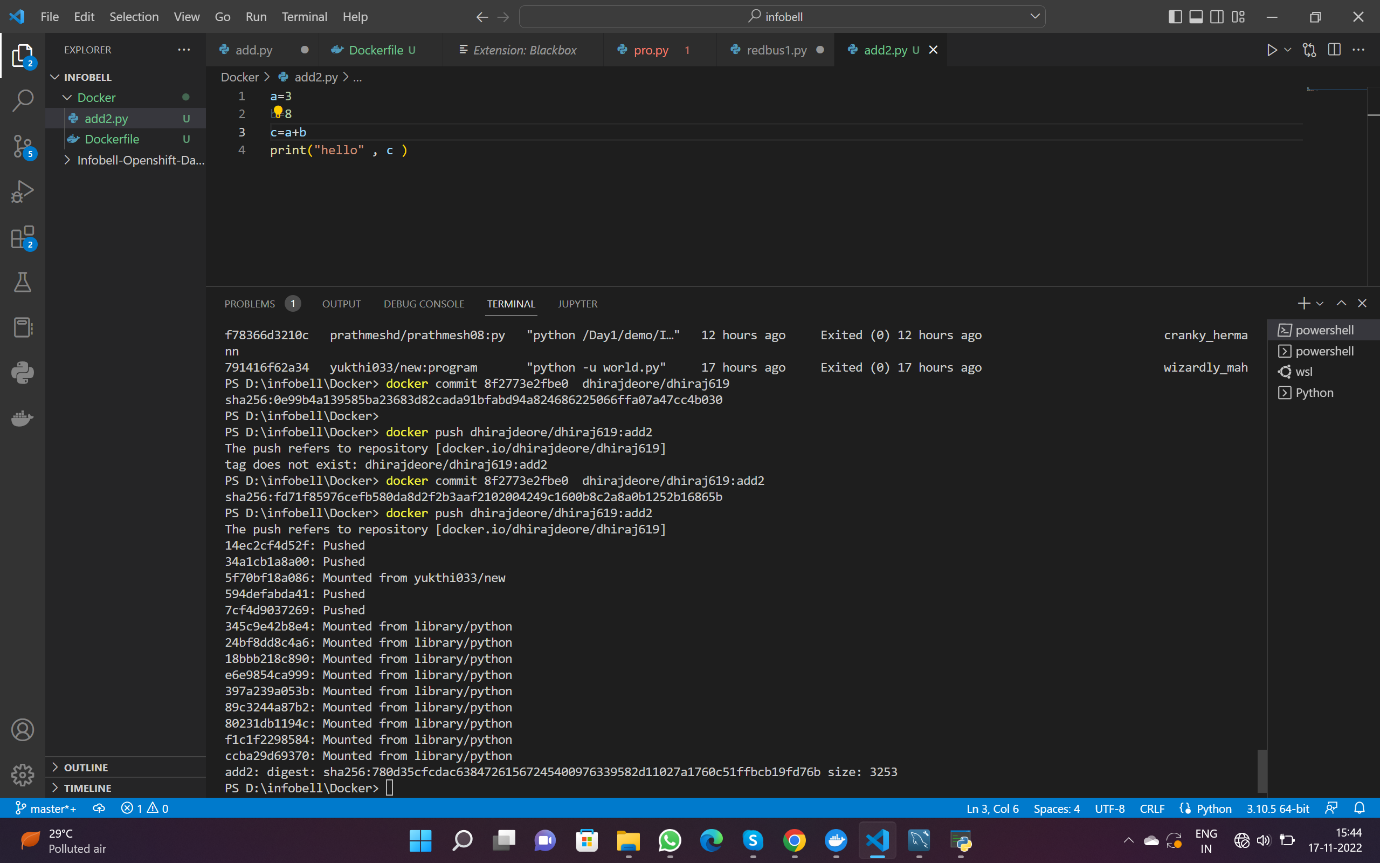 File Edit Selection View Go Run Terminal Help
infobell
EXPLORER
add.py
Dockerfile U
Extension: Blackbox
pro.py 1
redbus1.py
add2.py U
INFOBELL
Docker
add2.py U
Dockerfile U
Infobell-Openshift-Da...
2
5
2
Docker > add2.py > ...
1 a=3
2 8
3 c=a+b
4 print("hello" , c )
PROBLEMS 1 OUTPUT DEBUG CONSOLE TERMINAL JUPYTER
f78366d3210c prathmeshd/prathmesh08:py "python /Day1/demo/I…" 12 hours ago Exited (0) 12 hours ago cranky_herma
nn
791416f62a34 yukthi033/new:program "python -u world.py" 17 hours ago Exited (0) 17 hours ago wizardly_mah
PS D:\infobell\Docker> docker commit 8f2773e2fbe0 dhirajdeore/dhiraj619
sha256:0e99b4a139585ba23683d82cada91bfabd94a824686225066ffa07a47cc4b030
PS D:\infobell\Docker>
PS D:\infobell\Docker> docker push dhirajdeore/dhiraj619:add2
The push refers to repository [docker.io/dhirajdeore/dhiraj619]
tag does not exist: dhirajdeore/dhiraj619:add2
PS D:\infobell\Docker> docker commit 8f2773e2fbe0 dhirajdeore/dhiraj619:add2
sha256:fd71f85976cefb580da8d2f2b3aaf2102004249c1600b8c2a8a0b1252b16865b
PS D:\infobell\Docker> docker push dhirajdeore/dhiraj619:add2
The push refers to repository [docker.io/dhirajdeore/dhiraj619]
14ec2cf4d52f: Pushed
34a1cb1a8a00: Pushed
5f70bf18a086: Mounted from yukthi033/new
594defabda41: Pushed
7cf4d9037269: Pushed
345c9e42b8e4: Mounted from library/python
24bf8dd8c4a6: Mounted from library/python
18bbb218c890: Mounted from library/python
e6e9854ca999: Mounted from library/python
397a239a053b: Mounted from library/python
89c3244a87b2: Mounted from library/python
80231db1194c: Mounted from library/python
f1c1f2298584: Mounted from library/python
ccba29d69370: Mounted from library/python
add2: digest: sha256:780d35cfcdac63847261567245400976339582d11027a1760c51ffbcb19fd76b size: 3253
PS D:\infobell\Docker>
powershell
powershell
wsl
Python
OUTLINE
TIMELINE
master*+ 1 0 Ln 3, Col 6 Spaces: 4 UTF-8 CRLF Python 3.10.5 64-bit
29°C
Polluted air
ENG
IN
15:44
17-11-2022